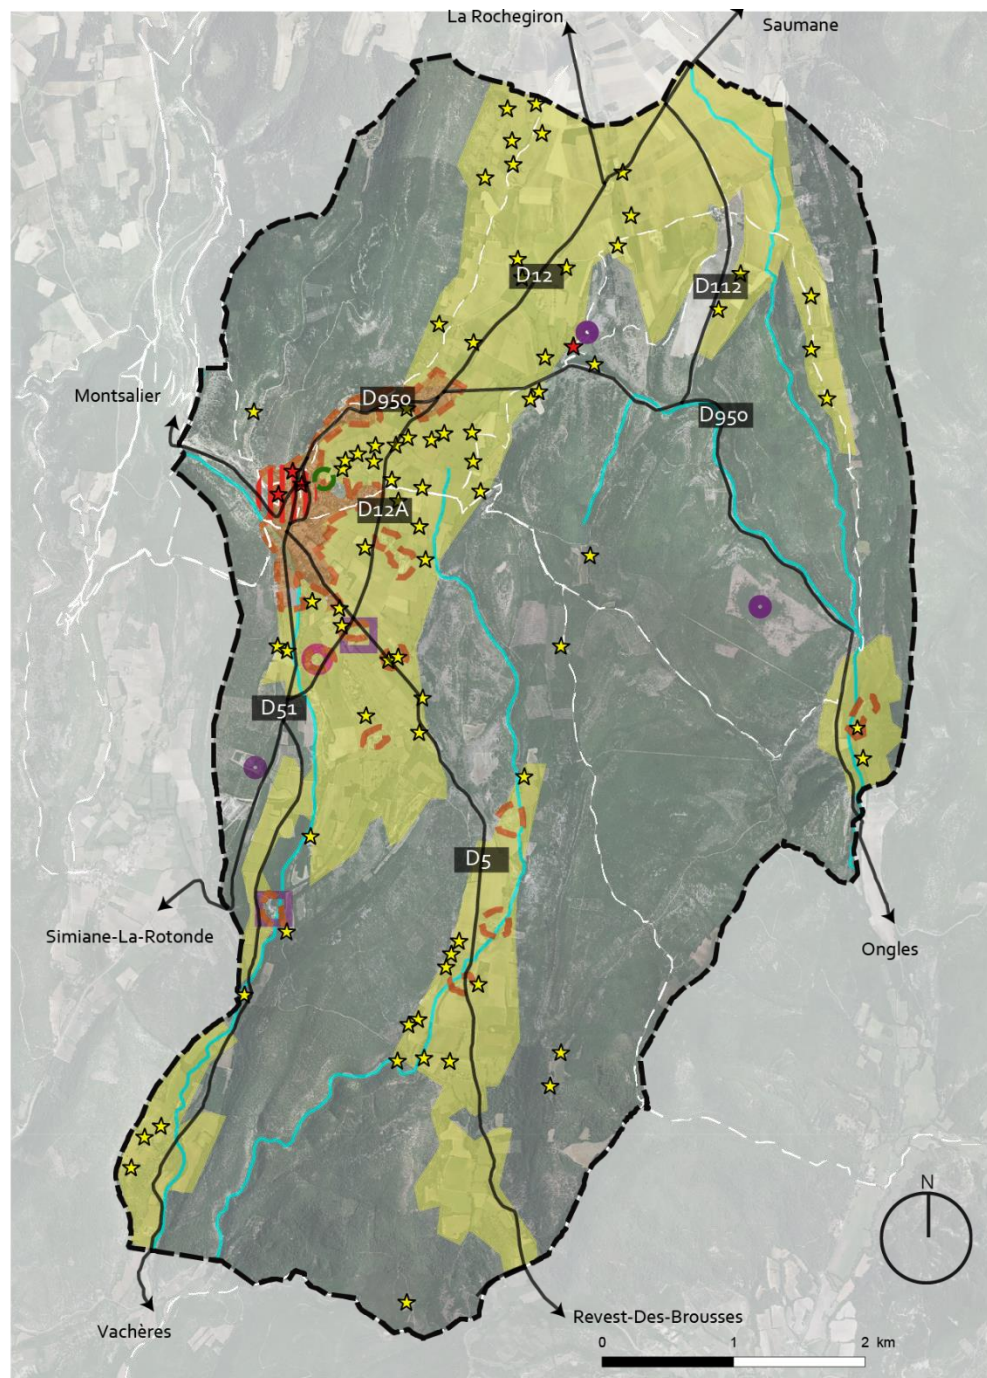 La Rochegiron
Saumane
D12
D112
Montsalier
D950
D950
D12A
D51
D5
Simiane-La-Rotonde
Ongles
N
Revest-Des-Brousses
Vachères
0 1 2 km